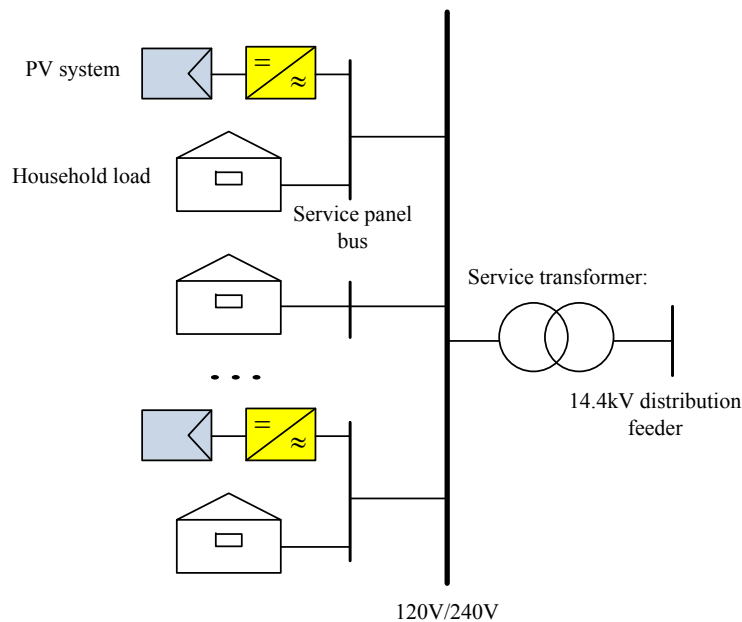 PV system
Household load
Service panel
bus
Service transformer:
14.4kV distribution
feeder
• • •
120V/240V